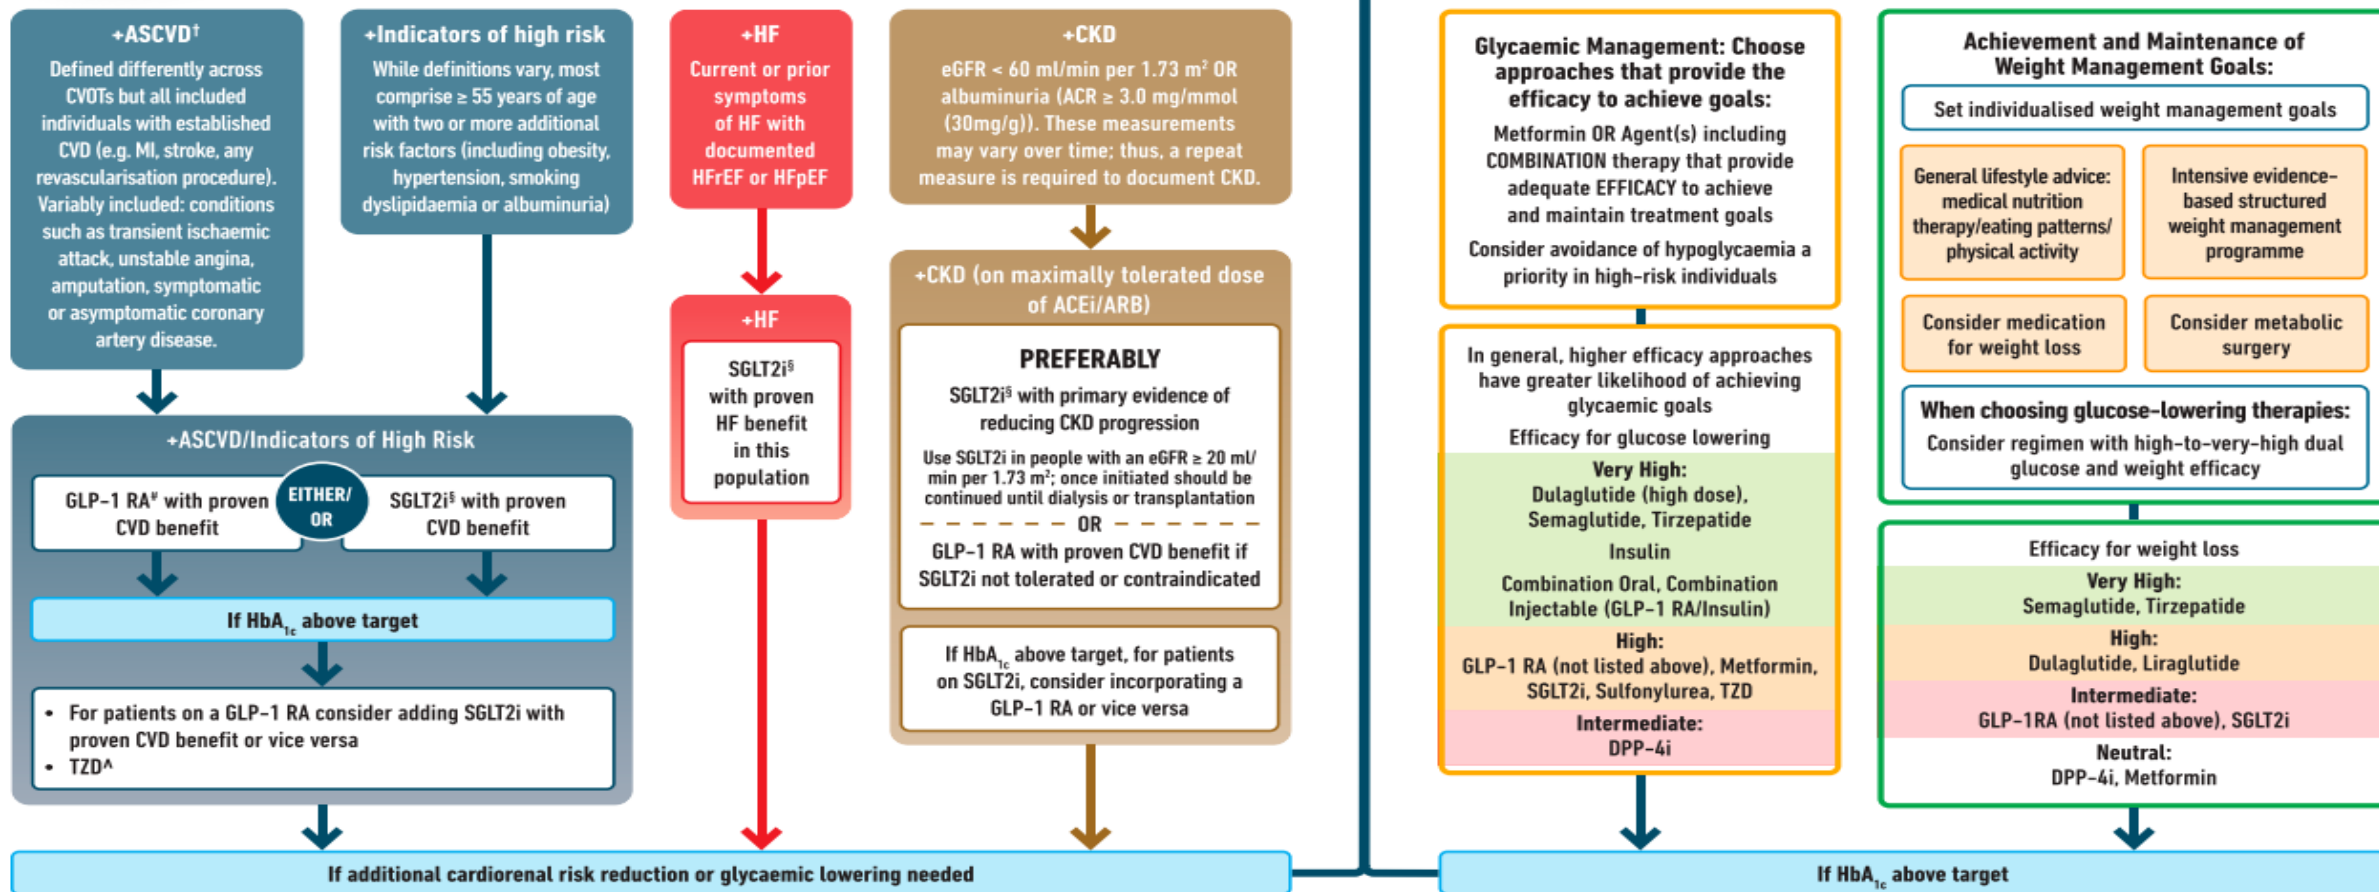 +ASCVD†
Defined differently across
CVOTs but all included
individuals with established
CVD (e.g. MI, stroke, any
revascularisation procedure).
Variably included: conditions
such as transient ischaemic
attack, unstable angina,
amputation, symptomatic
or asymptomatic coronary
artery disease.
+Indicators of high risk
While definitions vary, most
comprise ≥ 55 years of age
with two or more additional
risk factors (including obesity,
hypertension, smoking
dyslipidaemia or albuminuria)
+ASCVD/Indicators of High Risk
GLP-1 RA# with proven
CVD benefit
EITHER/
OR
SGLT2i§ with proven
CVD benefit
If HbA1c above target
• For patients on a GLP-1 RA consider adding SGLT2i with
proven CVD benefit or vice versa
• TZD^
+HF
Current or prior
symptoms
of HF with
documented
HFrEF or HFpEF
+HF
SGLT2i§
with proven
HF benefit
in this
population
+CKD
eGFR < 60 ml/min per 1.73 m² OR
albuminuria (ACR ≥ 3.0 mg/mmol
(30mg/g)). These measurements
may vary over time; thus, a repeat
measure is required to document CKD.
+CKD (on maximally tolerated dose
of ACEi/ARB)
PREFERABLY
SGLT2i§ with primary evidence of
reducing CKD progression
Use SGLT2i in people with an eGFR ≥ 20 ml/
min per 1.73 m²; once initiated should be
continued until dialysis or transplantation
OR
GLP-1 RA with proven CVD benefit if
SGLT2i not tolerated or contraindicated
If HbA1c above target, for patients
on SGLT2i, consider incorporating a
GLP-1 RA or vice versa
If additional cardiorenal risk reduction or glycaemic lowering needed
Glycaemic Management: Choose
approaches that provide the
efficacy to achieve goals:
Metformin OR Agent(s) including
COMBINATION therapy that provide
adequate EFFICACY to achieve
and maintain treatment goals
Consider avoidance of hypoglycaemia a
priority in high-risk individuals
In general, higher efficacy approaches
have greater likelihood of achieving
glycaemic goals
Efficacy for glucose lowering
Very High:
Dulaglutide (high dose),
Semaglutide, Tirzepatide
Insulin
Combination Oral, Combination
Injectable (GLP-1 RA/Insulin)
High:
GLP-1 RA (not listed above), Metformin,
SGLT2i, Sulfonylurea, TZD
Intermediate:
DPP-4i
Achievement and Maintenance of
Weight Management Goals:
Set individualised weight management goals
General lifestyle advice:
medical nutrition
therapy/eating patterns/
physical activity
Intensive evidence-
based structured
weight management
programme
Consider medication
for weight loss
Consider metabolic
surgery
When choosing glucose-lowering therapies:
Consider regimen with high-to-very-high dual
glucose and weight efficacy
Efficacy for weight loss
Very High:
Semaglutide, Tirzepatide
High:
Dulaglutide, Liraglutide
Intermediate:
GLP-1RA (not listed above), SGLT2i
Neutral:
DPP-4i, Metformin
If HbA1c above target